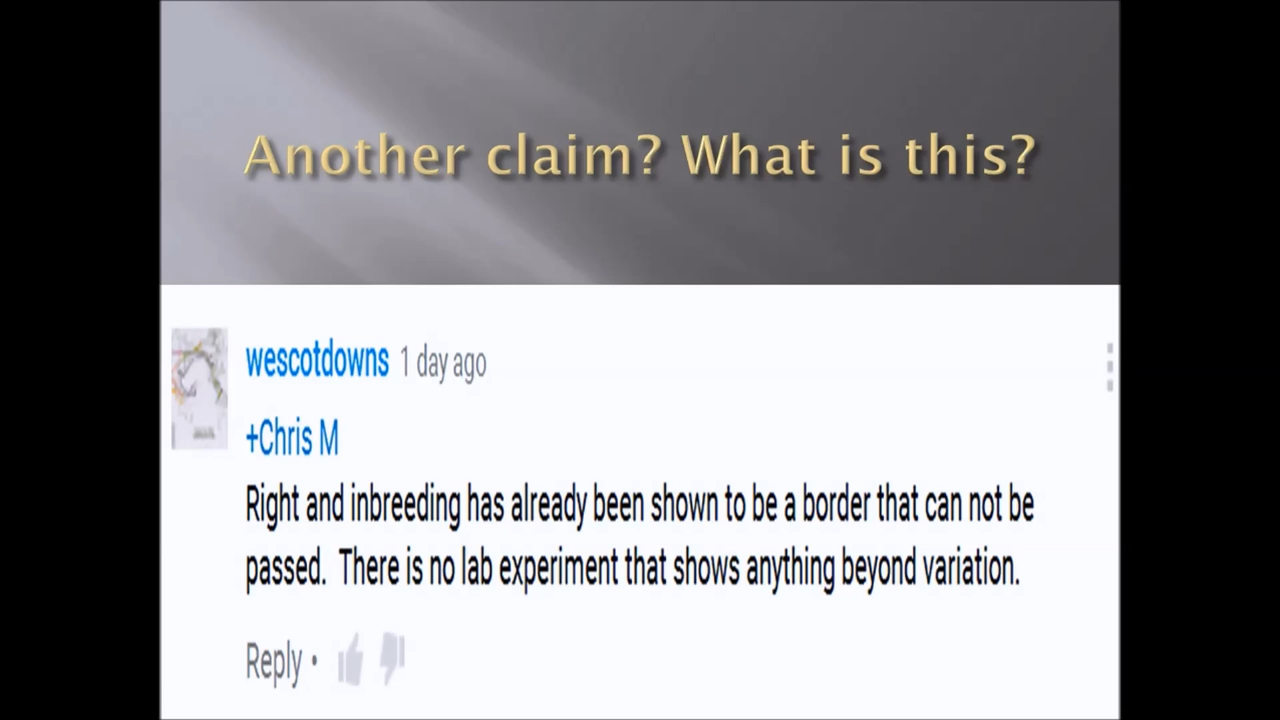 Another claim? What is this?
wescotdowns 1 day ago
+Chris M
Right and inbreeding has already been shown to be a border that can not be
passed.  There is no lab experiment that shows anything beyond variation.
Reply •